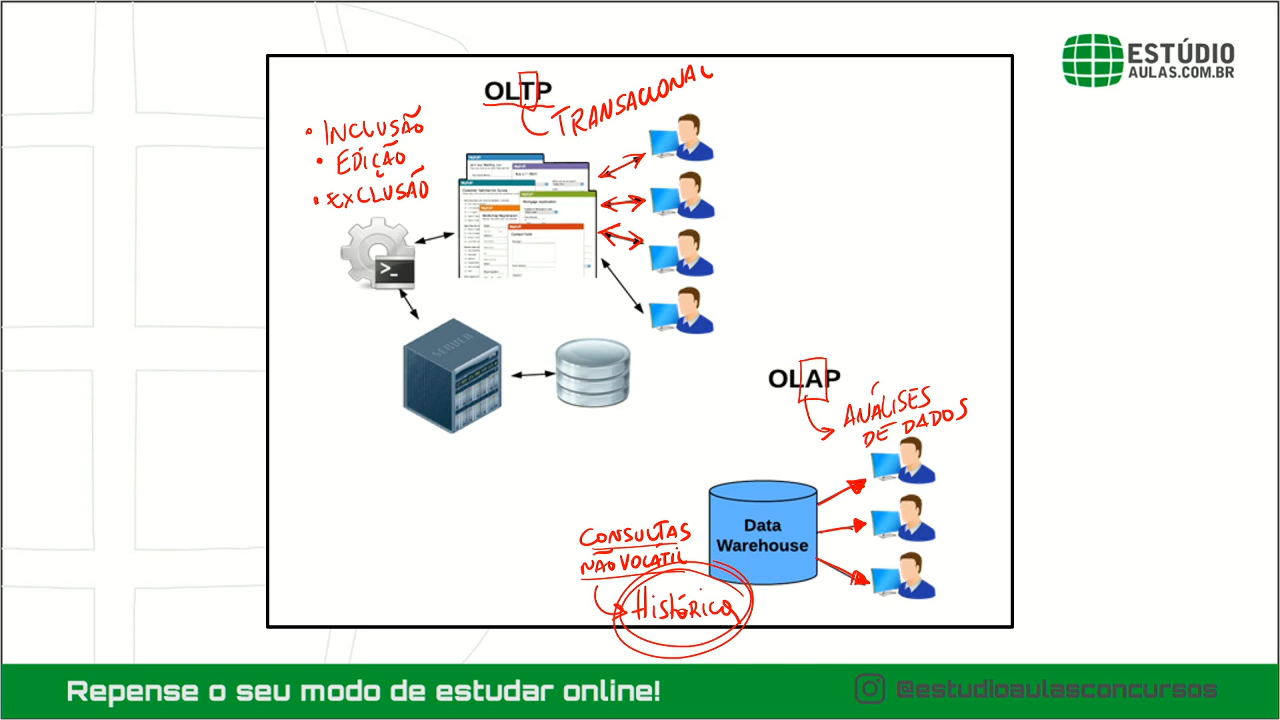 ESTÚDIO
AULAS.COM.BR
OLTP
TRANSACIONAL
• INCLUSÃO
• EDIÇÃO
• EXCLUSÃO
>_
SERVER
OLAP
ANÁLISES
DE DADOS
Data
Warehouse
CONSULTAS
NÃO VOLÁTIL
HISTÓRICO
Repense o seu modo de estudar online!
@estudioaulasconcursos